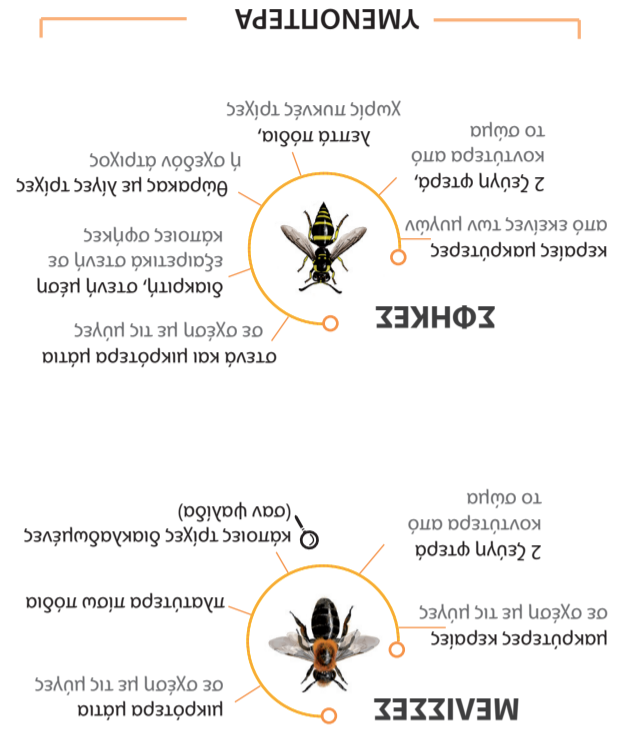 ΜΕΛΙΣΣΕΣ
μικρότερα μάτια
σε σχέση με τις μύγες
μακρύτερες κεραίες
σε σχέση με τις μύγες
πλατύτερα πίσω πόδια
2 ζεύγη φτερά
κοντύτερα από
το σώμα
κάποιες τρίχες διακλαδωμένες
(σαν ψαλίδα)
ΣΦΗΚΕΣ
στενά και μικρότερα μάτια
σε σχέση με τις μύγες
κεραίες μακρύτερες
από εκείνες των μυγών
διακριτή, στενή μέση
εξαιρετικά στενή σε
κάποιες σφήκες
2 ζεύγη φτερά,
κοντύτερα από
το σώμα
θώρακας με λίγες τρίχες
ή σχεδόν άτριχος
λεπτά πόδια,
χωρίς πυκνές τρίχες
ΥΜΕΝΟΠΤΕΡΑ